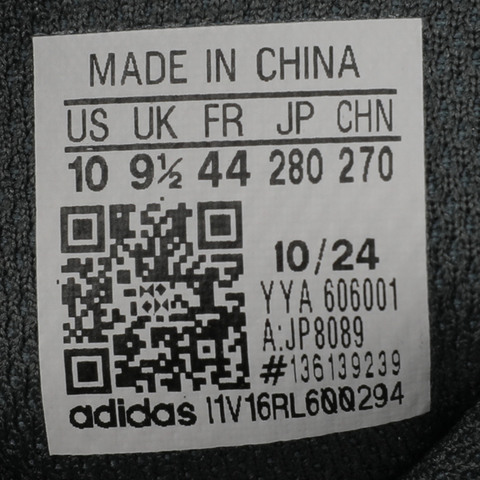 MADE IN CHINA
US UK FR JP CHN
10 9½ 44 280 270
10/24
YYA 606001
A:JP8089
#136139239
adidas 11V16RL600294